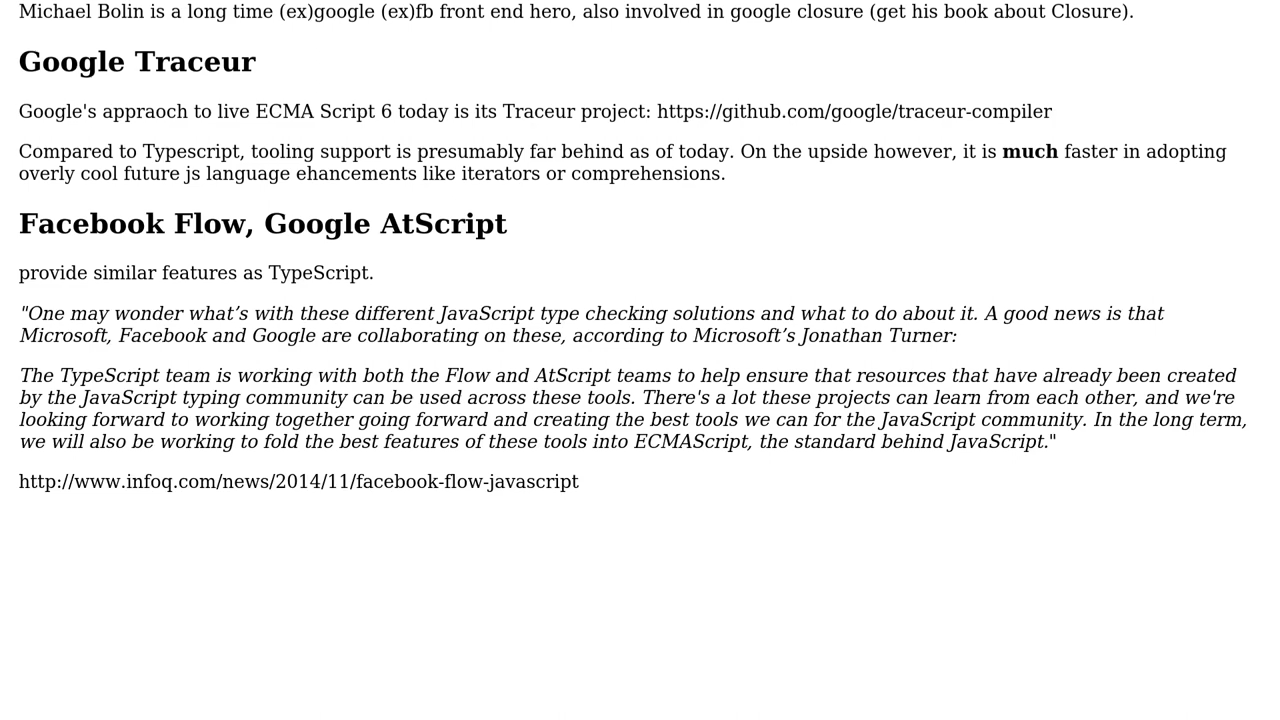 Michael Bolin is a long time (ex)google (ex)fb front end hero, also involved in google closure (get his book about Closure).
Google Traceur
Google's appraoch to live ECMA Script 6 today is its Traceur project: https://github.com/google/traceur-compiler
Compared to Typescript, tooling support is presumably far behind as of today. On the upside however, it is much faster in adopting
overly cool future js language ehancements like iterators or comprehensions.
Facebook Flow, Google AtScript
provide similar features as TypeScript.
"One may wonder what’s with these different JavaScript type checking solutions and what to do about it. A good news is that
Microsoft, Facebook and Google are collaborating on these, according to Microsoft’s Jonathan Turner:
The TypeScript team is working with both the Flow and AtScript teams to help ensure that resources that have already been created
by the JavaScript typing community can be used across these tools. There's a lot these projects can learn from each other, and we're
looking forward to working together going forward and creating the best tools we can for the JavaScript community. In the long term,
we will also be working to fold the best features of these tools into ECMAScript, the standard behind JavaScript."
http://www.infoq.com/news/2014/11/facebook-flow-javascript